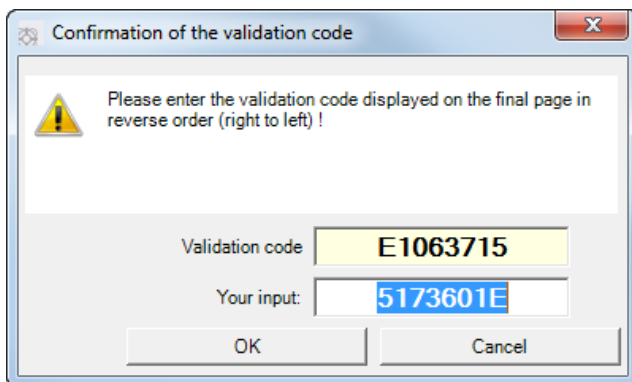 Confirmation of the validation code
Please enter the validation code displayed on the final page in
reverse order (right to left) !
Validation code E1063715
Your input: 5173601E
OK Cancel